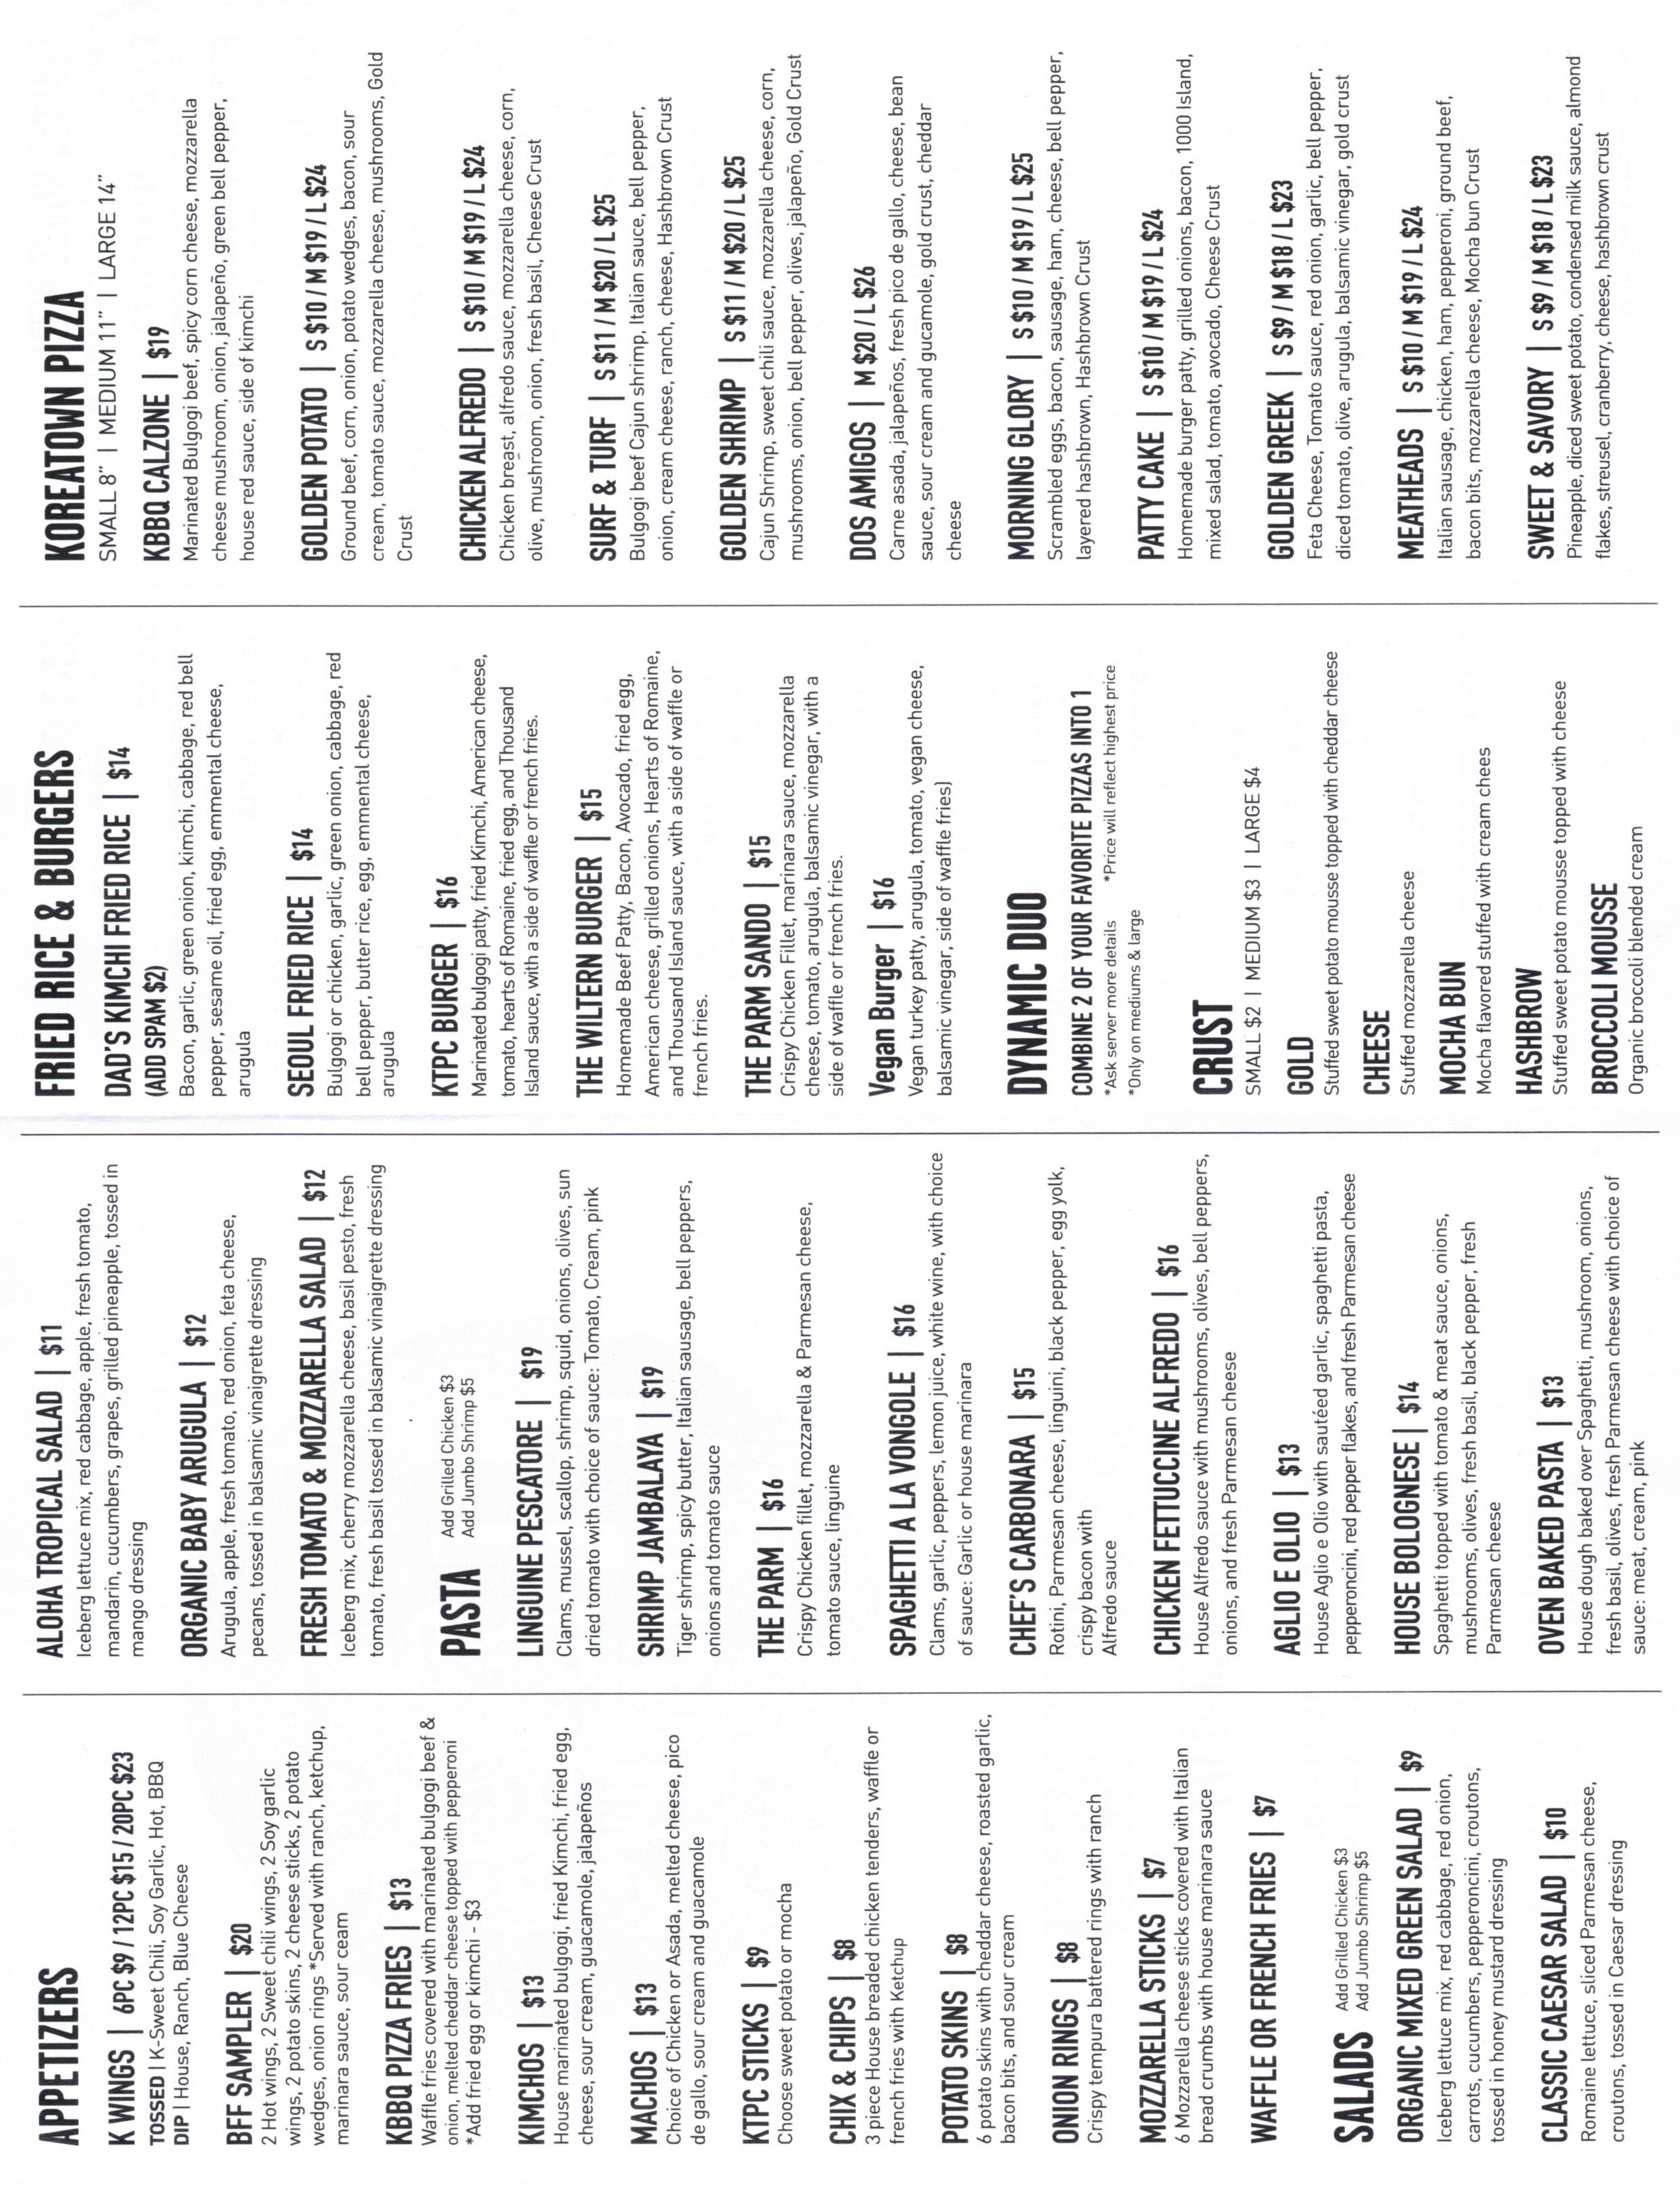 APPETIZERS
K WINGS | 6PC $9 / 12PC $15 / 20PC $23
TOSSED | K-Sweet Chili, Soy Garlic, Hot, BBQ
DIP | House, Ranch, Blue Cheese
BFF SAMPLER | $20
2 Hot wings, 2 Sweet chili wings, 2 Soy garlic
wings, 2 potato skins, 2 cheese sticks, 2 potato
wedges, onion rings *Served with ranch, ketchup,
marinara sauce, sour ceam
KBBQ PIZZA FRIES | $13
Waffle fries covered with marinated bulgogi beef &
onion, melted cheddar cheese topped with pepperoni
*Add fried egg or kimchi - $3
KIMCHOS | $13
House marinated bulgogi, fried Kimchi, fried egg,
cheese, sour cream, guacamole, jalapeños
MACHOS | $13
Choice of Chicken or Asada, melted cheese, pico
de gallo, sour cream and guacamole
KTPC STICKS | $9
Choose sweet potato or mocha
CHIX & CHIPS | $8
3 piece House breaded chicken tenders, waffle or
french fries with Ketchup
POTATO SKINS | $8
6 potato skins with cheddar cheese, roasted garlic,
bacon bits, and sour cream
ONION RINGS | $8
Crispy tempura battered rings with ranch
MOZZARELLA STICKS | $7
6 Mozzarella cheese sticks covered with Italian
bread crumbs with house marinara sauce
WAFFLE OR FRENCH FRIES | $7
SALADS
Add Grilled Chicken $3
Add Jumbo Shrimp $5
ORGANIC MIXED GREEN SALAD | $9
Iceberg lettuce mix, red cabbage, red onion,
carrots, cucumbers, pepperoncini, croutons,
tossed in honey mustard dressing
CLASSIC CAESAR SALAD | $10
Romaine lettuce, sliced Parmesan cheese,
croutons, tossed in Caesar dressing
ALOHA TROPICAL SALAD | $11
Iceberg lettuce mix, red cabbage, apple, fresh tomato,
mandarin, cucumbers, grapes, grilled pineapple, tossed in
mango dressing
ORGANIC BABY ARUGULA | $12
Arugula, apple, fresh tomato, red onion, feta cheese,
pecans, tossed in balsamic vinaigrette dressing
FRESH TOMATO & MOZZARELLA SALAD | $12
Iceberg mix, cherry mozzarella cheese, basil pesto, fresh
tomato, fresh basil tossed in balsamic vinaigrette dressing
PASTA
Add Grilled Chicken $3
Add Jumbo Shrimp $5
LINGUINE PESCATORE | $19
Clams, mussel, scallop, shrimp, squid, onions, olives, sun
dried tomato with choice of sauce: Tomato, Cream, pink
SHRIMP JAMBALAYA | $19
Tiger shrimp, spicy butter, Italian sausage, bell peppers,
onions and tomato sauce
THE PARM | $16
Crispy Chicken fillet, mozzarella & Parmesan cheese,
tomato sauce, linguine
SPAGHETTI A LA VONGOLE | $16
Clams, garlic, peppers, lemon juice, white wine, with choice
of sauce: Garlic or house marinara
CHEF'S CARBONARA | $15
Rotini, Parmesan cheese, linguini, black pepper, egg yolk,
crispy bacon with
Alfredo sauce
CHICKEN FETTUCCINE ALFREDO | $16
House Alfredo sauce with mushrooms, olives, bell peppers,
onions, and fresh Parmesan cheese
AGLIO E OLIO | $13
House Aglio e Olio with sautéed garlic, spaghetti pasta,
pepperoncini, red pepper flakes, and fresh Parmesan cheese
HOUSE BOLOGNESE | $14
Spaghetti topped with tomato & meat sauce, onions,
mushrooms, olives, fresh basil, black pepper, fresh
Parmesan cheese
OVEN BAKED PASTA | $13
House dough baked over Spaghetti, mushroom, onions,
fresh basil, olives, fresh Parmesan cheese with choice of
sauce: meat, cream, pink
FRIED RICE & BURGERS
DAD'S KIMCHI FRIED RICE | $14
(ADD SPAM $2)
Bacon, garlic, green onion, kimchi, cabbage, red bell
pepper, sesame oil, fried egg, emmental cheese,
arugula
SEOUL FRIED RICE | $14
Bulgogi or chicken, garlic, green onion, cabbage, red
bell pepper, butter rice, egg, emmental cheese,
arugula
KTPC BURGER | $16
Marinated bulgogi patty, fried Kimchi, American cheese,
tomato, hearts of Romaine, fried egg, and Thousand
Island sauce, with a side of waffle or french fries.
THE WILTERN BURGER | $15
Homemade Beef Patty, Bacon, Avocado, fried egg,
American cheese, grilled onions, Hearts of Romaine,
and Thousand Island sauce, with a side of waffle or
french fries.
THE PARM SANDO | $15
Crispy Chicken Fillet, marinara sauce, mozzarella
cheese, tomato, arugula, balsamic vinegar, with a
side of waffle or french fries.
Vegan Burger | $16
Vegan turkey patty, arugula, tomato, vegan cheese,
balsamic vinegar, side of waffle fries)
DYNAMIC DUO
COMBINE 2 OF YOUR FAVORITE PIZZAS INTO 1
*Ask server more details *Price will reflect highest price
*Only on mediums & large
CRUST
SMALL $2 | MEDIUM $3 | LARGE $4
GOLD
Stuffed sweet potato mousse topped with cheddar cheese
CHEESE
Stuffed mozzarella cheese
MOCHA BUN
Mocha flavored stuffed with cream chees
HASHBROW
Stuffed sweet potato mousse topped with cheese
BROCCOLI MOUSSE
Organic broccoli blended cream
KOREATOWN PIZZA
SMALL 8" | MEDIUM 11" | LARGE 14"
KBBQ CALZONE | $19
Marinated Bulgogi beef, spicy corn cheese, mozzarella
cheese mushroom, onion, jalapeño, green bell pepper,
house red sauce, side of kimchi
GOLDEN POTATO | S $10 / M $19 / L $24
Ground beef, corn, onion, potato wedges, bacon, sour
cream, tomato sauce, mozzarella cheese, mushrooms, Gold
Crust
CHICKEN ALFREDO | S $10 / M $19 / L $24
Chicken breast, alfredo sauce, mozzarella cheese, corn,
olive, mushroom, onion, fresh basil, Cheese Crust
SURF & TURF | S $11 / M $20 / L $25
Bulgogi beef Cajun shrimp, Italian sauce, bell pepper,
onion, cream cheese, ranch, cheese, Hashbrown Crust
GOLDEN SHRIMP | S $11 / M $20 / L $25
Cajun Shrimp, sweet chili sauce, mozzarella cheese, corn,
mushrooms, onion, bell pepper, olives, jalapeño, Gold Crust
DOS AMIGOS | M $20 / L $26
Carne asada, jalapeños, fresh pico de gallo, cheese, bean
sauce, sour cream and gucamole, gold crust, cheddar
cheese
MORNING GLORY | S $10 / M $19 / L $25
Scrambled eggs, bacon, sausage, ham, cheese, bell pepper,
layered hashbrown, Hashbrown Crust
PATTY CAKE | S $10 / M $19 / L $24
Homemade burger patty, grilled onions, bacon, 1000 Island,
mixed salad, tomato, avocado, Cheese Crust
GOLDEN GREEK | S $9 / M $18 / L $23
Feta Cheese, Tomato sauce, red onion, garlic, bell pepper,
diced tomato, olive, arugula, balsamic vinegar, gold crust
MEATHEADS | S $10 / M $19 / L $24
Italian sausage, chicken, ham, pepperoni, ground beef,
bacon bits, mozzarella cheese, Mocha bun Crust
SWEET & SAVORY | S $9 / M $18 / L $23
Pineapple, diced sweet potato, condensed milk sauce, almond
flakes, streusel, cranberry, cheese, hashbrown crust